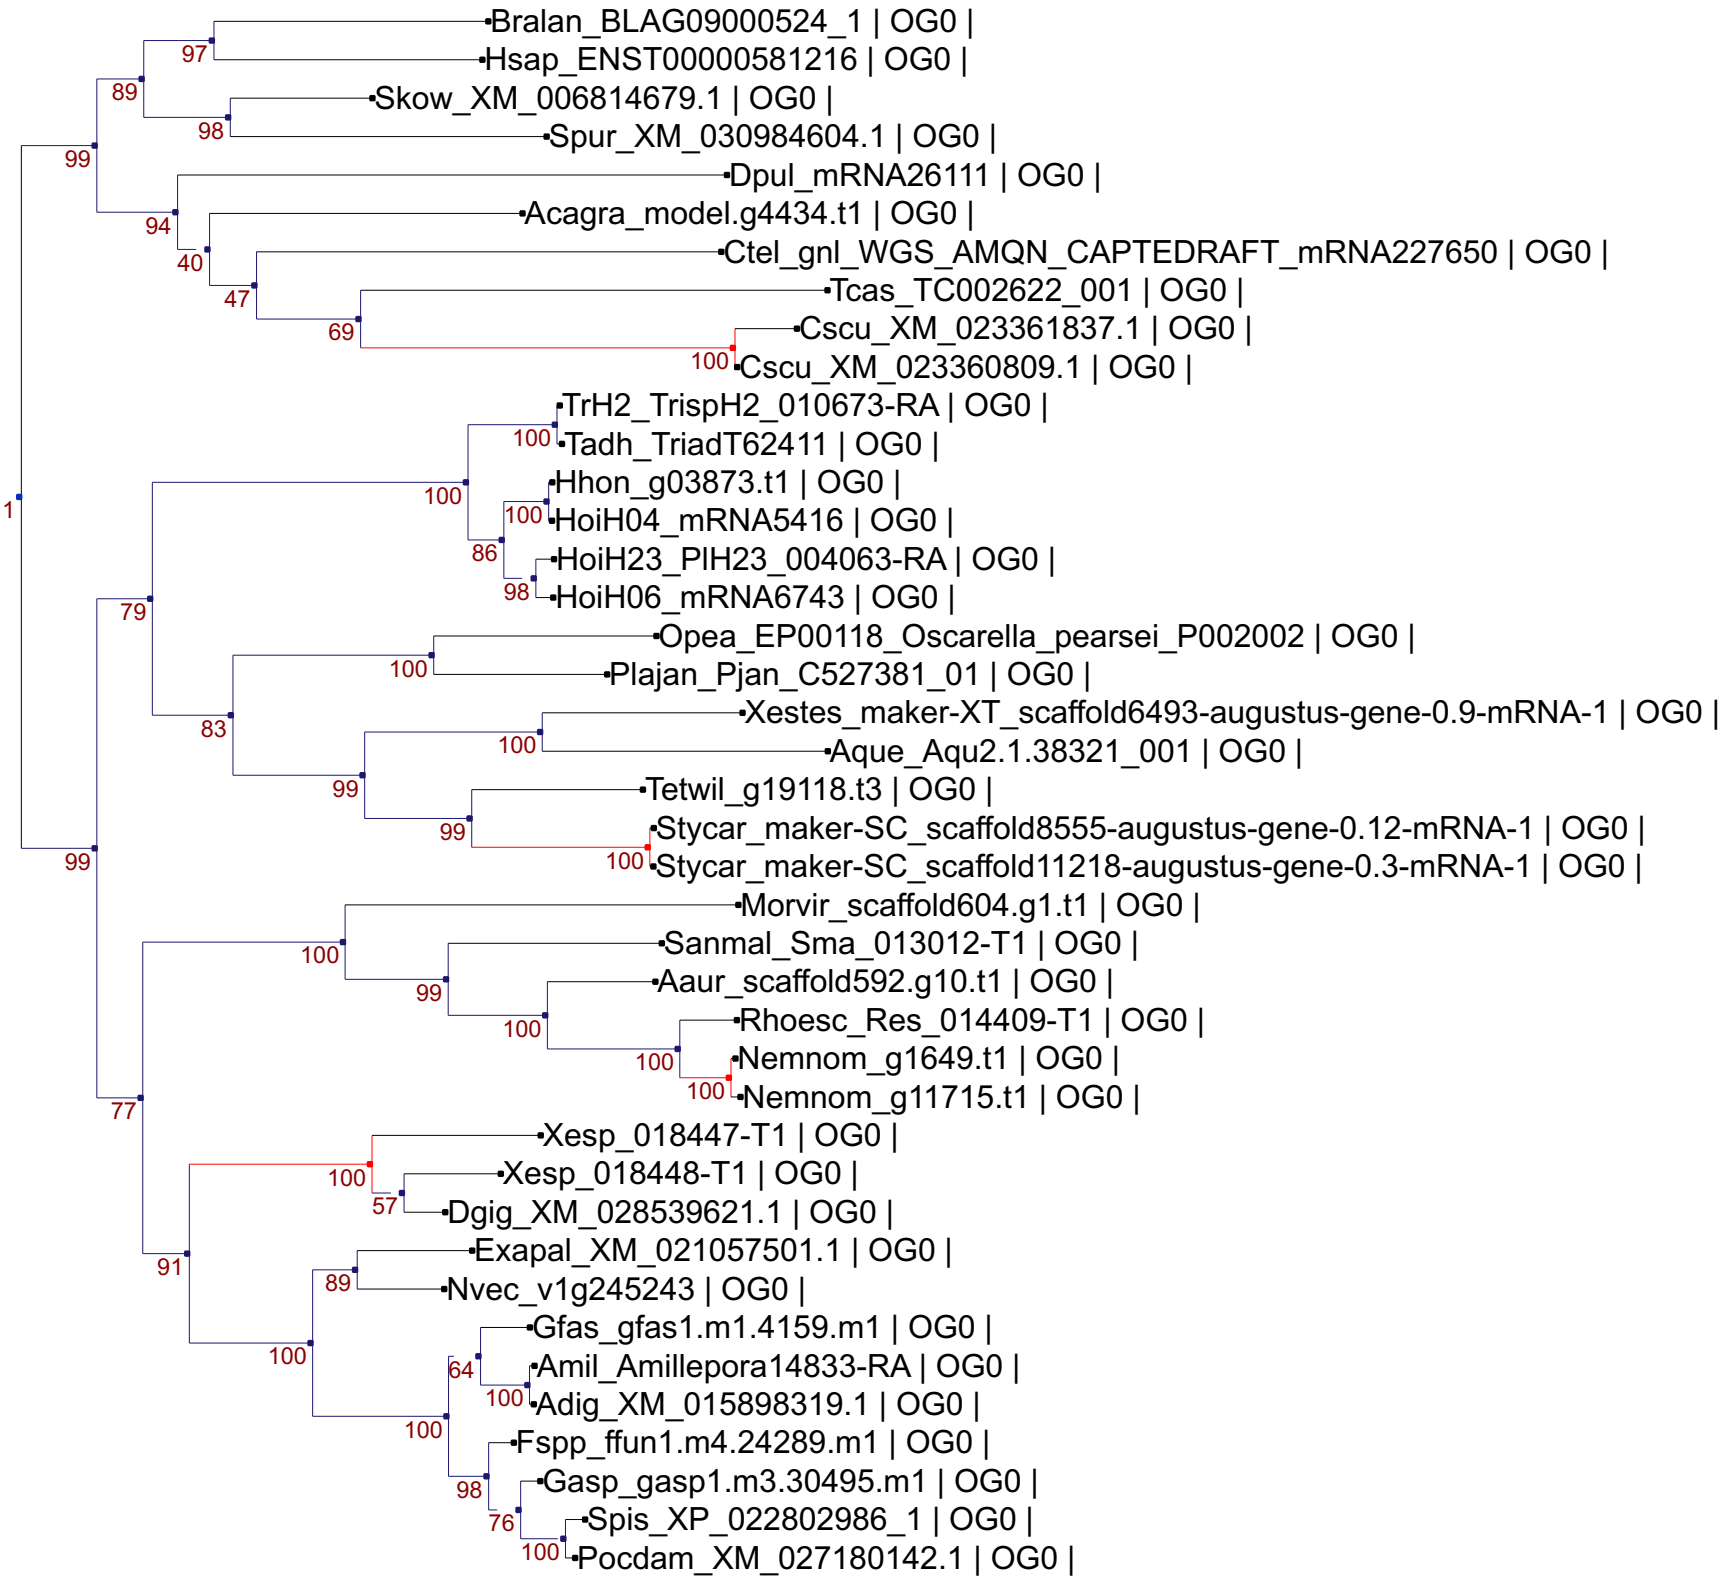 Bralan_BLAG09000524_1 | OG0 |
97
Hsap_ENST00000581216 | OG0 |
89
Skow_XM_006814679.1 | OG0 |
98
Spur_XM_030984604.1 | OG0 |
99
Dpul_mRNA26111 | OG0 |
94
Acagra_model.g4434.t1 | OG0 |
40
Ctel_gnl_WGS_AMQN_CAPTEDRAFT_mRNA227650 | OG0 |
47
Tcas_TC002622_001 | OG0 |
69
Cscu_XM_023361837.1 | OG0 |
100
Cscu_XM_023360809.1 | OG0 |
TrH2_TrispH2_010673-RA | OG0 |
100
Tadh_TriadT62411 | OG0 |
100
Hhon_g03873.t1 | OG0 |
1
100
HoiH04_mRNA5416 | OG0 |
86
HoiH23_PlH23_004063-RA | OG0 |
98
HoiH06_mRNA6743 | OG0 |
79
Opea_EP00118_Oscarella_pearsei_P002002 | OG0 |
100
Plajan_Pjan_C527381_01 | OG0 |
83
Xestes_maker-XT_scaffold6493-augustus-gene-0.9-mRNA-1 | OG0 |
100
Aque_Aqu2.1.38321_001 | OG0 |
99
Tetwil_g19118.t3 | OG0 |
99
Stycar_maker-SC_scaffold8555-augustus-gene-0.12-mRNA-1 | OG0 |
100
99
Stycar_maker-SC_scaffold11218-augustus-gene-0.3-mRNA-1 | OG0 |
Morvir_scaffold604.g1.t1 | OG0 |
100
Sanmal_Sma_013012-T1 | OG0 |
99
Aaur_scaffold592.g10.t1 | OG0 |
100
Rhoesc_Res_014409-T1 | OG0 |
100
Nemnom_g1649.t1 | OG0 |
100
Nemnom_g11715.t1 | OG0 |
77
Xesp_018447-T1 | OG0 |
100
Xesp_018448-T1 | OG0 |
57
Dgig_XM_028539621.1 | OG0 |
91
Exapal_XM_021057501.1 | OG0 |
89
Nvec_v1g245243 | OG0 |
100
Gfas_gfas1.m1.4159.m1 | OG0 |
64
Amil_Amillepora14833-RA | OG0 |
100
Adig_XM_015898319.1 | OG0 |
100
Fspp_ffun1.m4.24289.m1 | OG0 |
98
Gasp_gasp1.m3.30495.m1 | OG0 |
76
Spis_XP_022802986_1 | OG0 |
100
Pocdam_XM_027180142.1 | OG0 |